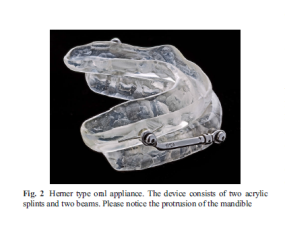 Fig. 2 Herner type oral appliance. The device consists of two acrylic
splints and two beams. Please notice the protrusion of the mandible